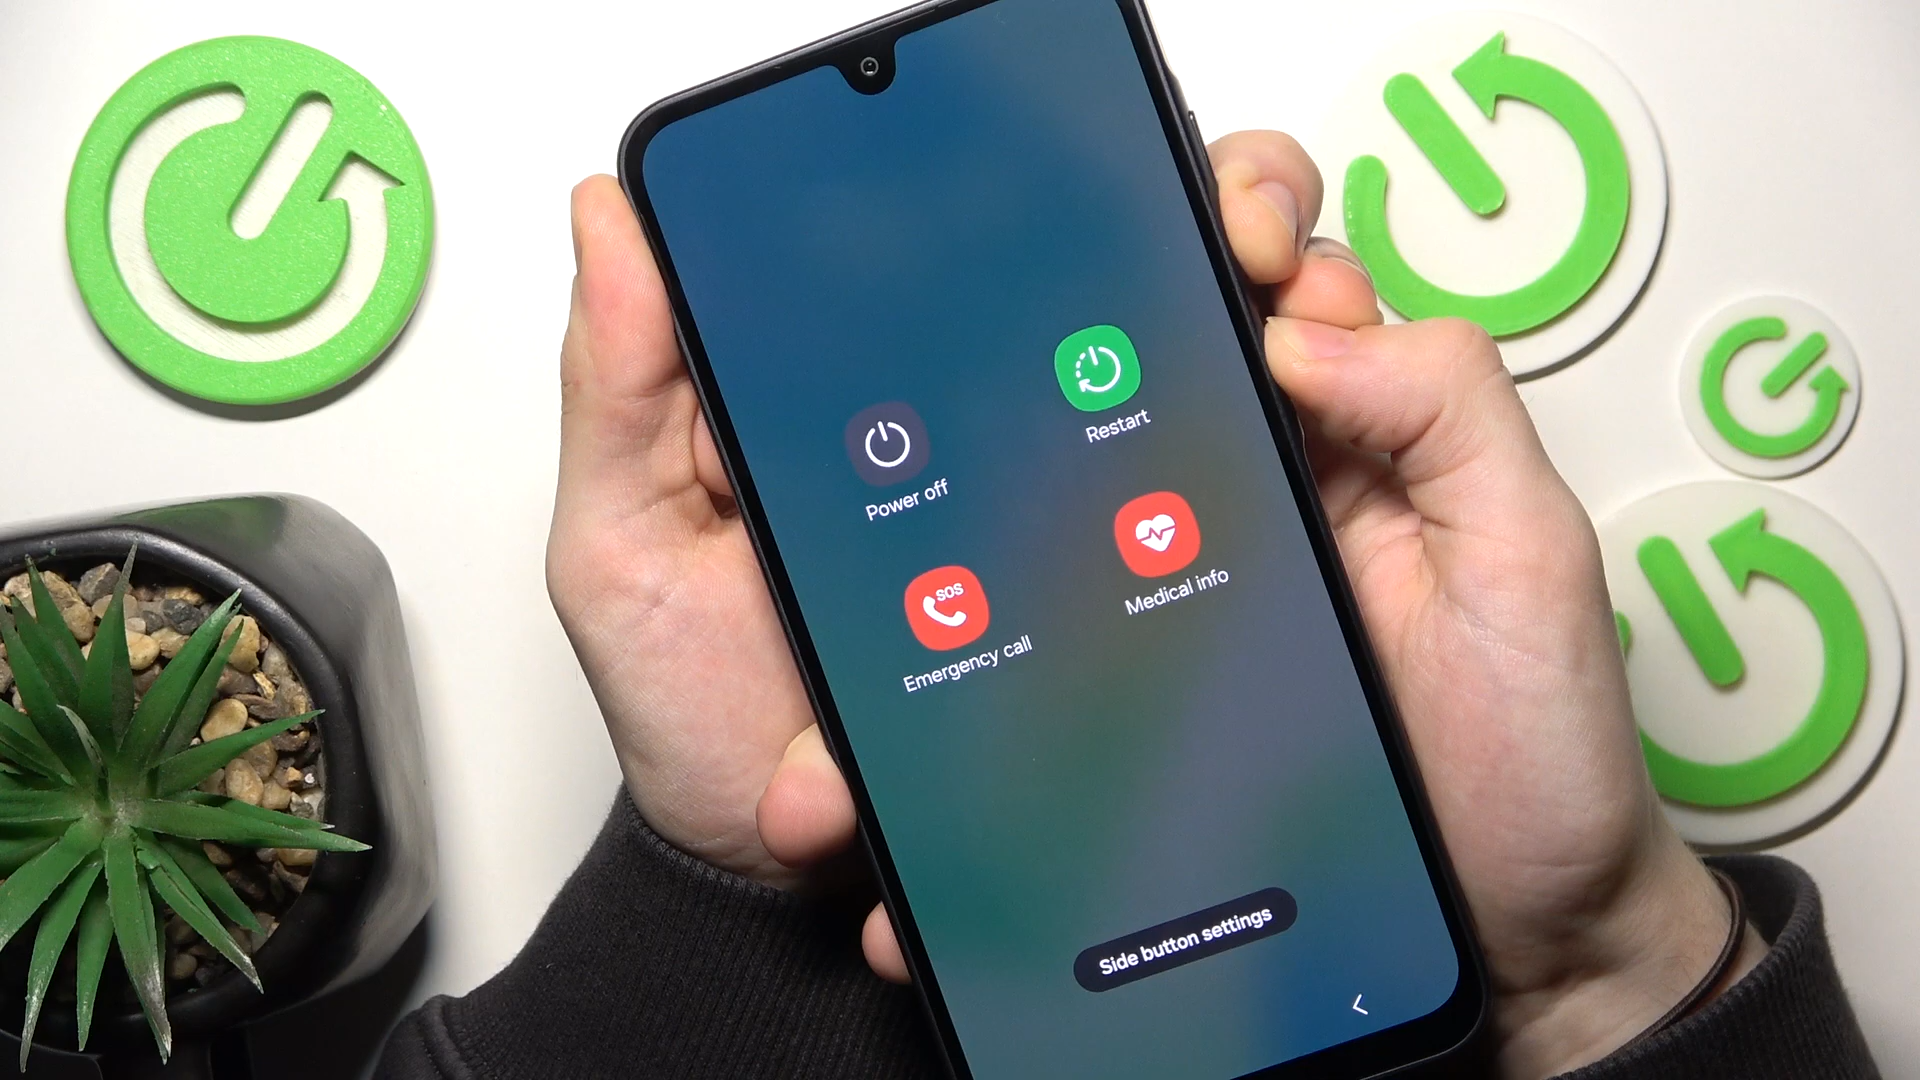 Restart
Power off
Medical info
SOS
Emergency call
Side button settings